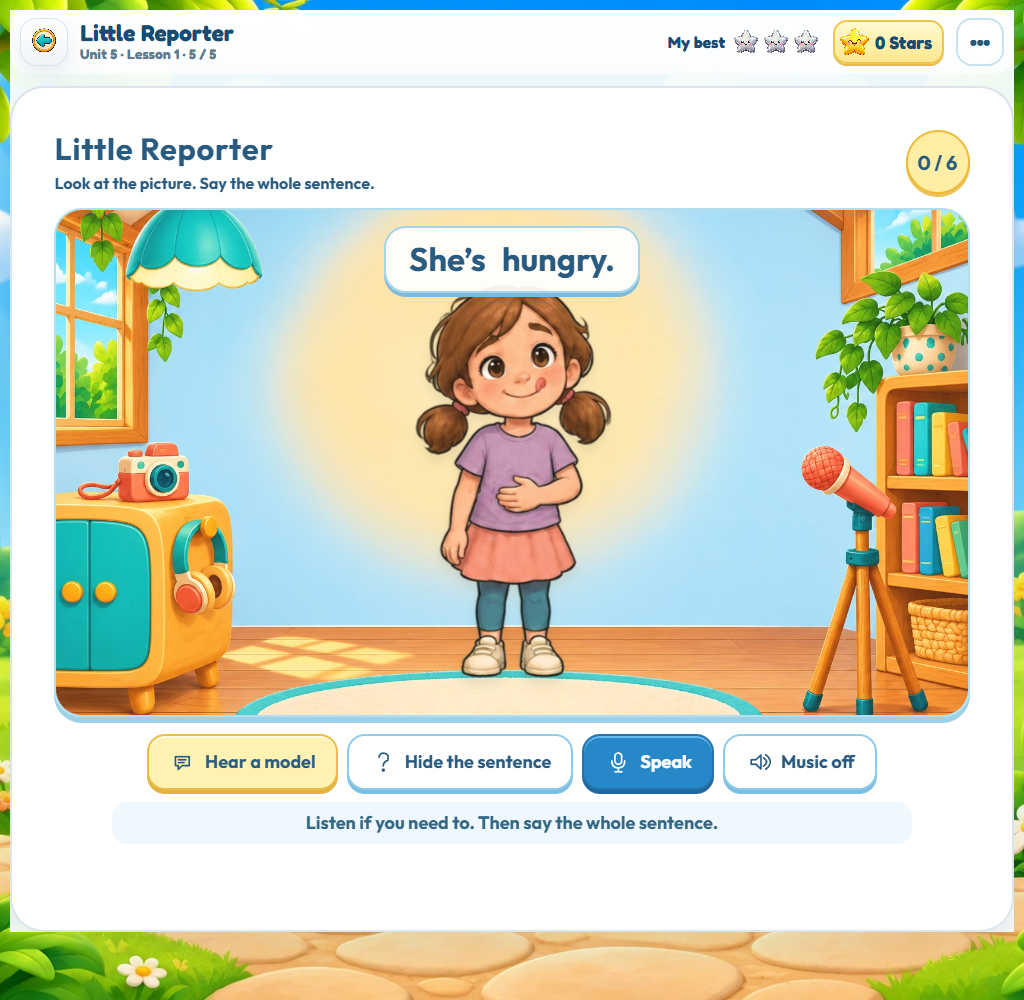 Little Reporter
Unit 5 · Lesson 1 · 5 / 5
My best
0 Stars
Little Reporter
Look at the picture. Say the whole sentence.
0 / 6
She’s hungry.
Hear a model
Hide the sentence
Speak
Music off
Listen if you need to. Then say the whole sentence.